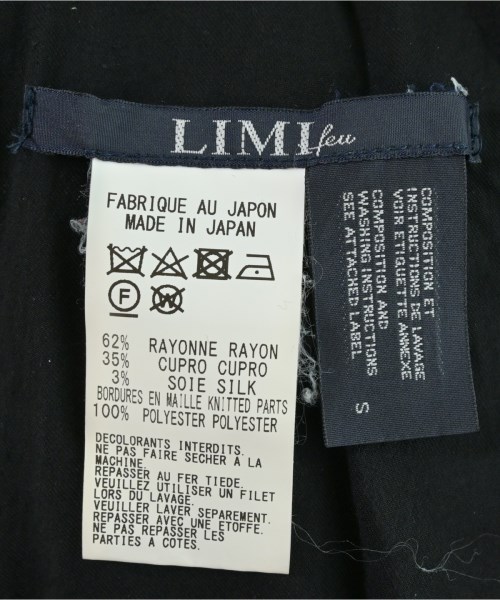 LIMI feu
FABRIQUE AU JAPON
MADE IN JAPAN
F W
62% RAYONNE RAYON
35% CUPRO CUPRO
3% SOIE SILK
BORDURES EN MAILLE KNITTED PARTS
100% POLYESTER POLYESTER
DECOLORANTS INTERDITS.
NE PAS FAIRE SECHER A LA
MACHINE.
REPASSER AU FER TIEDE.
VEUILLEZ UTILISER UN FILET
LORS DU LAVAGE.
VEUILLER LAVER SEPAREMENT.
REPASSER AVEC UNE ETOFFE.
NE PAS REPASSER LES
PARTIES A COTES.
COMPOSITION ET
INSTRUCTIONS DE LAVAGE
VOIR ETIQUETTE ANNEXE
COMPOSITION AND
WASHING INSTRUCTIONS
SEE ATTACHED LABEL
S